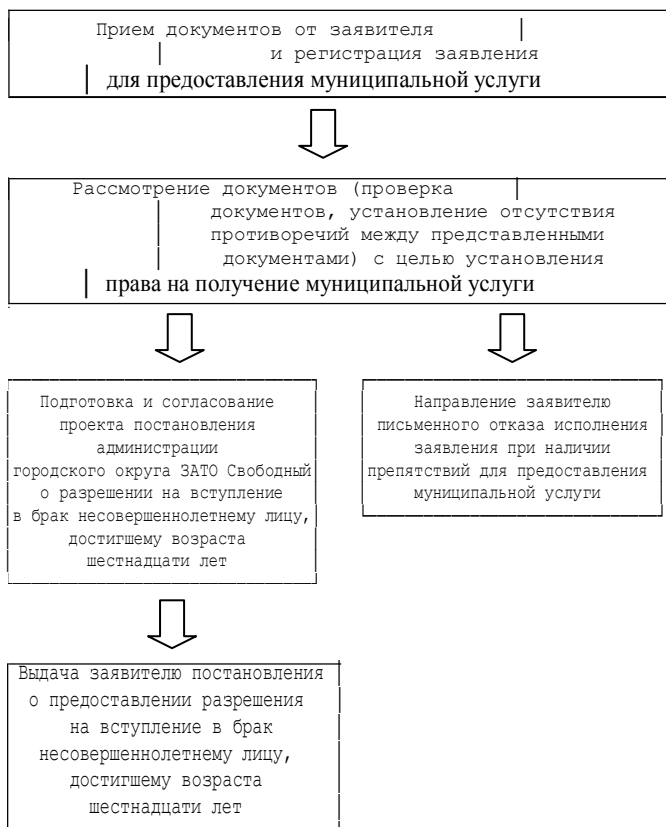 Прием документов от заявителя
и регистрация заявления
для предоставления муниципальной услуги
Рассмотрение документов (проверка
документов, установление отсутствия
противоречий между представленными
документами) с целью установления
права на получение муниципальной услуги
Подготовка и согласование
проекта постановления
администрации
городского округа ЗАТО Свободный
о разрешении на вступление
в брак несовершеннолетнему лицу,
достигшему возраста
шестнадцати лет
Направление заявителю
письменного отказа исполнения
заявления при наличии
препятствий для предоставления
муниципальной услуги
Выдача заявителю постановления
о предоставлении разрешения
на вступление в брак
несовершеннолетнему лицу,
достигшему возраста
шестнадцати лет